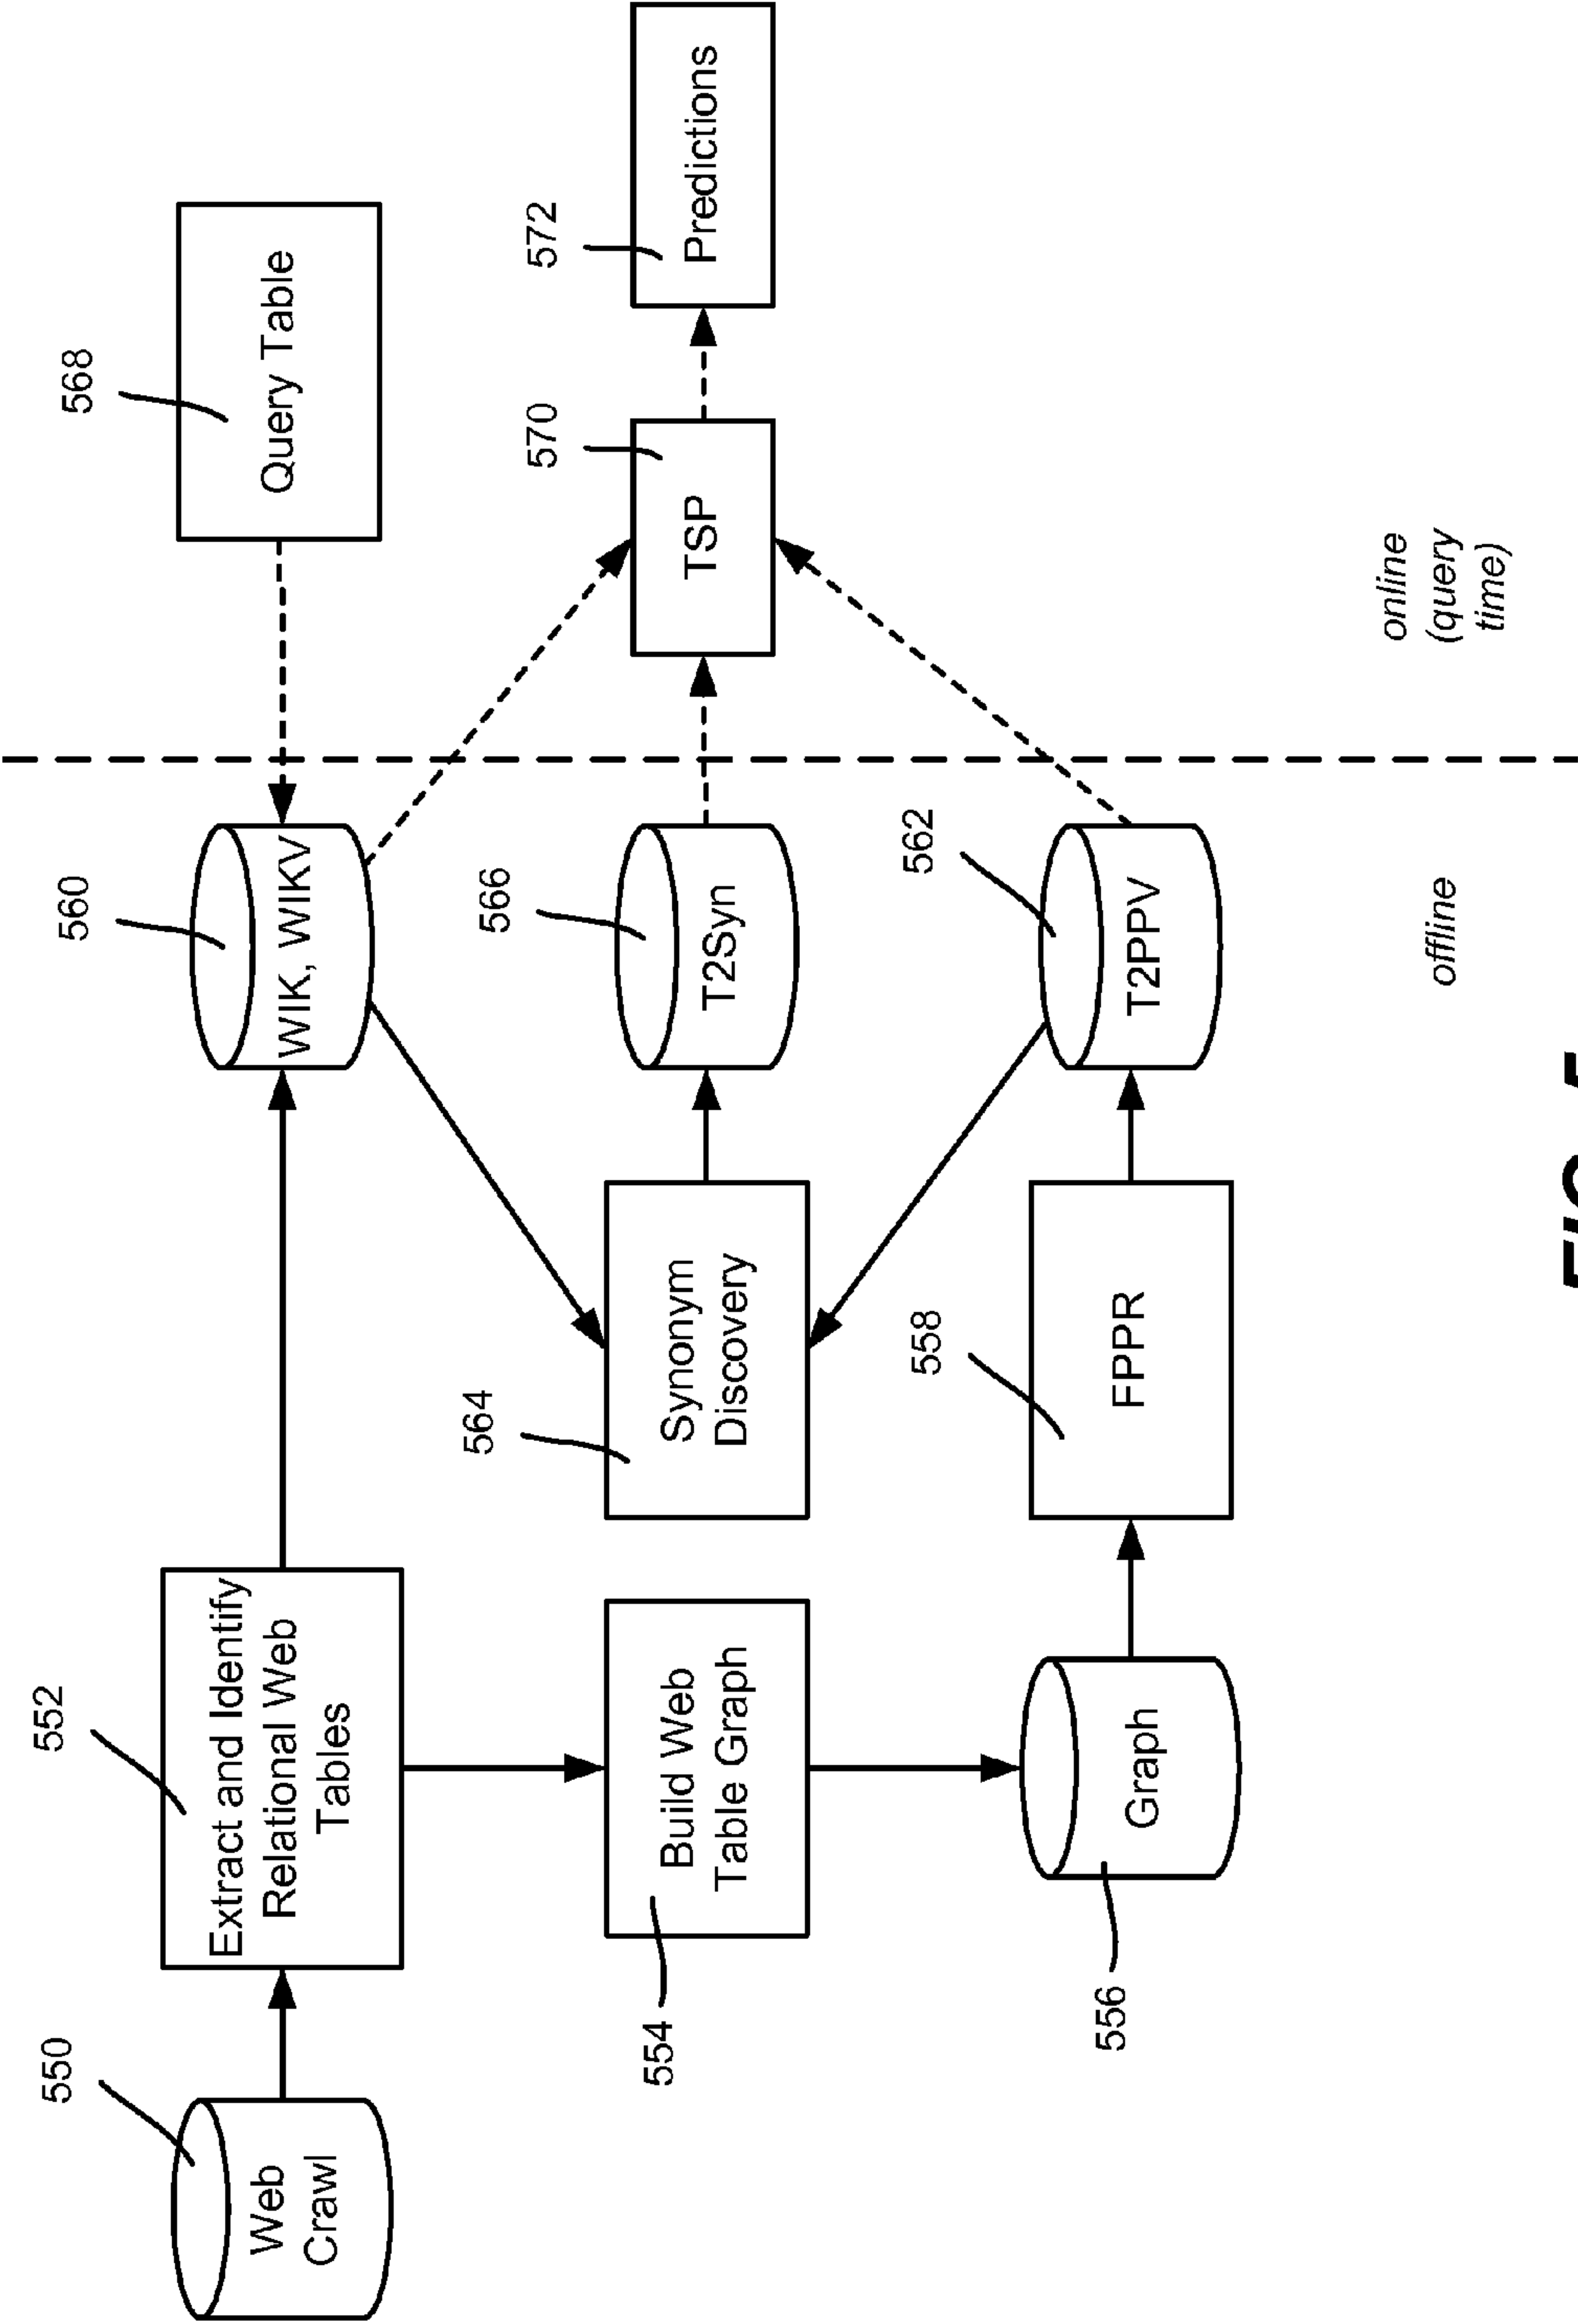 550
Web
Crawl
552
Extract and Identify
Relational Web
Tables
560
WIK, WIKV
568
Query Table
554
Build Web
Table Graph
564
Synonym
Discovery
566
T2Syn
570
TSP
572
Predictions
556
Graph
558
FPPR
562
T2PPV
offline
online
(query
time)